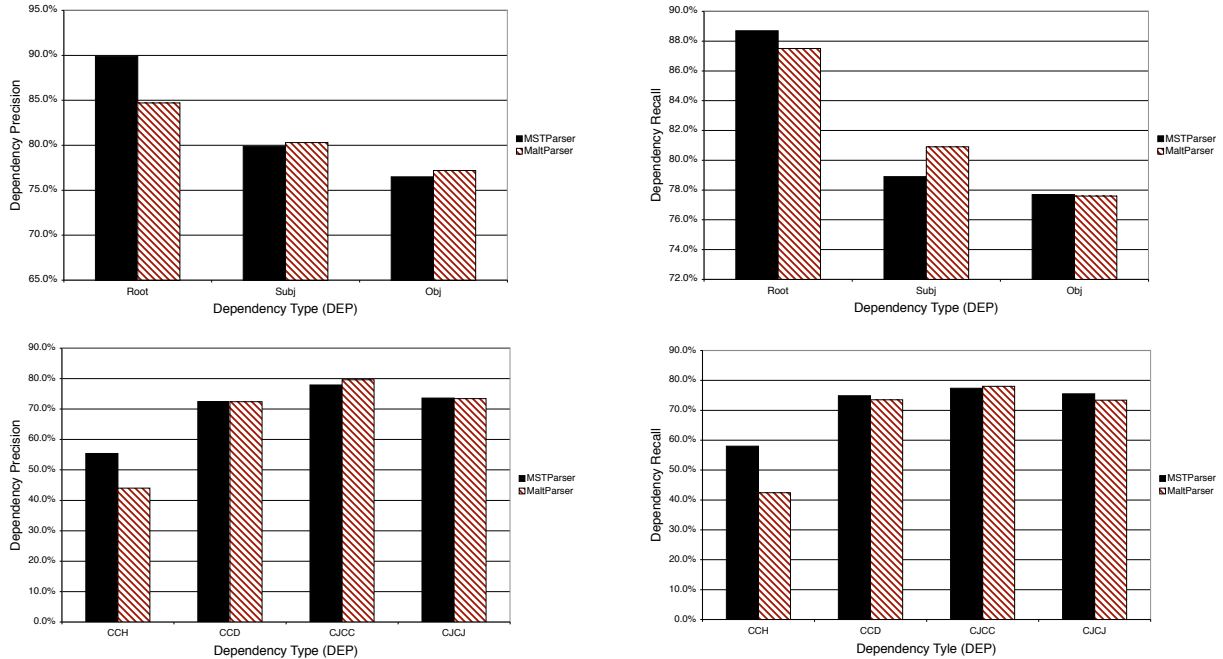 95.0%
90.0%
85.0%
80.0%
75.0%
70.0%
65.0%
Dependency Precision
Root Subj Obj
Dependency Type (DEP)
MSTParser
MaltParser
90.0%
88.0%
86.0%
84.0%
82.0%
80.0%
78.0%
76.0%
74.0%
72.0%
Dependency Recall
Root Subj Obj
Dependency Type (DEP)
MSTParser
MaltParser
90.0%
80.0%
70.0%
60.0%
50.0%
40.0%
30.0%
20.0%
10.0%
0.0%
Dependency Precision
CCH CCD CJCC CJCJ
Dependency Type (DEP)
MSTParser
MaltParser
90.0%
80.0%
70.0%
60.0%
50.0%
40.0%
30.0%
20.0%
10.0%
0.0%
Dependency Recall
CCH CCD CJCC CJCJ
Dependency Tyle (DEP)
MSTParser
MaltParser